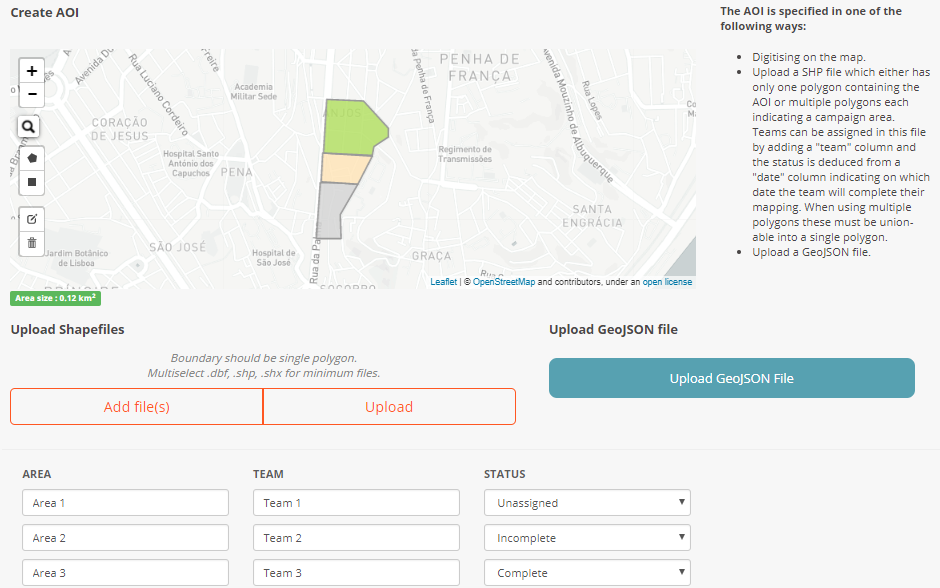 Create AOI
The AOI is specified in one of the
following ways:
Digitising on the map.
Upload a SHP file which either has
only one polygon containing the
AOI or multiple polygons each
indicating a campaign area.
Teams can be assigned in this file
by adding a "team" column and
the status is deduced from a
"date" column indicating on which
date the team will complete their
mapping. When using multiple
polygons these must be union-
able into a single polygon.
Upload a GeoJSON file.
+
−
Avenida
Rua Luciano Cordeiro
Freire
Academia
Militar Sede
CORAÇÃO
DE JESUS
Hospital Santo
António dos
Capuchos
PENA
ANJOS
da Penha de França
PENHA DE
FRANÇA
Avenida Mouzinho de Albuquerque
Rua Lopes
Regimento de
Transmissões
SANTA
ENGRÁCIA
SÃO JOSÉ
Jardim Botânico
de Lisboa
Hospital de
São José
GRAÇA
Rua da Pa
SOCORRO
Leaflet | © OpenStreetMap and contributors, under an open license
Area size : 0.12 km²
Upload Shapefiles
Boundary should be single polygon.
Multiselect .dbf, .shp, .shx for minimum files.
Add file(s)
Upload
Upload GeoJSON file
Upload GeoJSON File
AREA TEAM STATUS
Area 1 Team 1 Unassigned
Area 2 Team 2 Incomplete
Area 3 Team 3 Complete